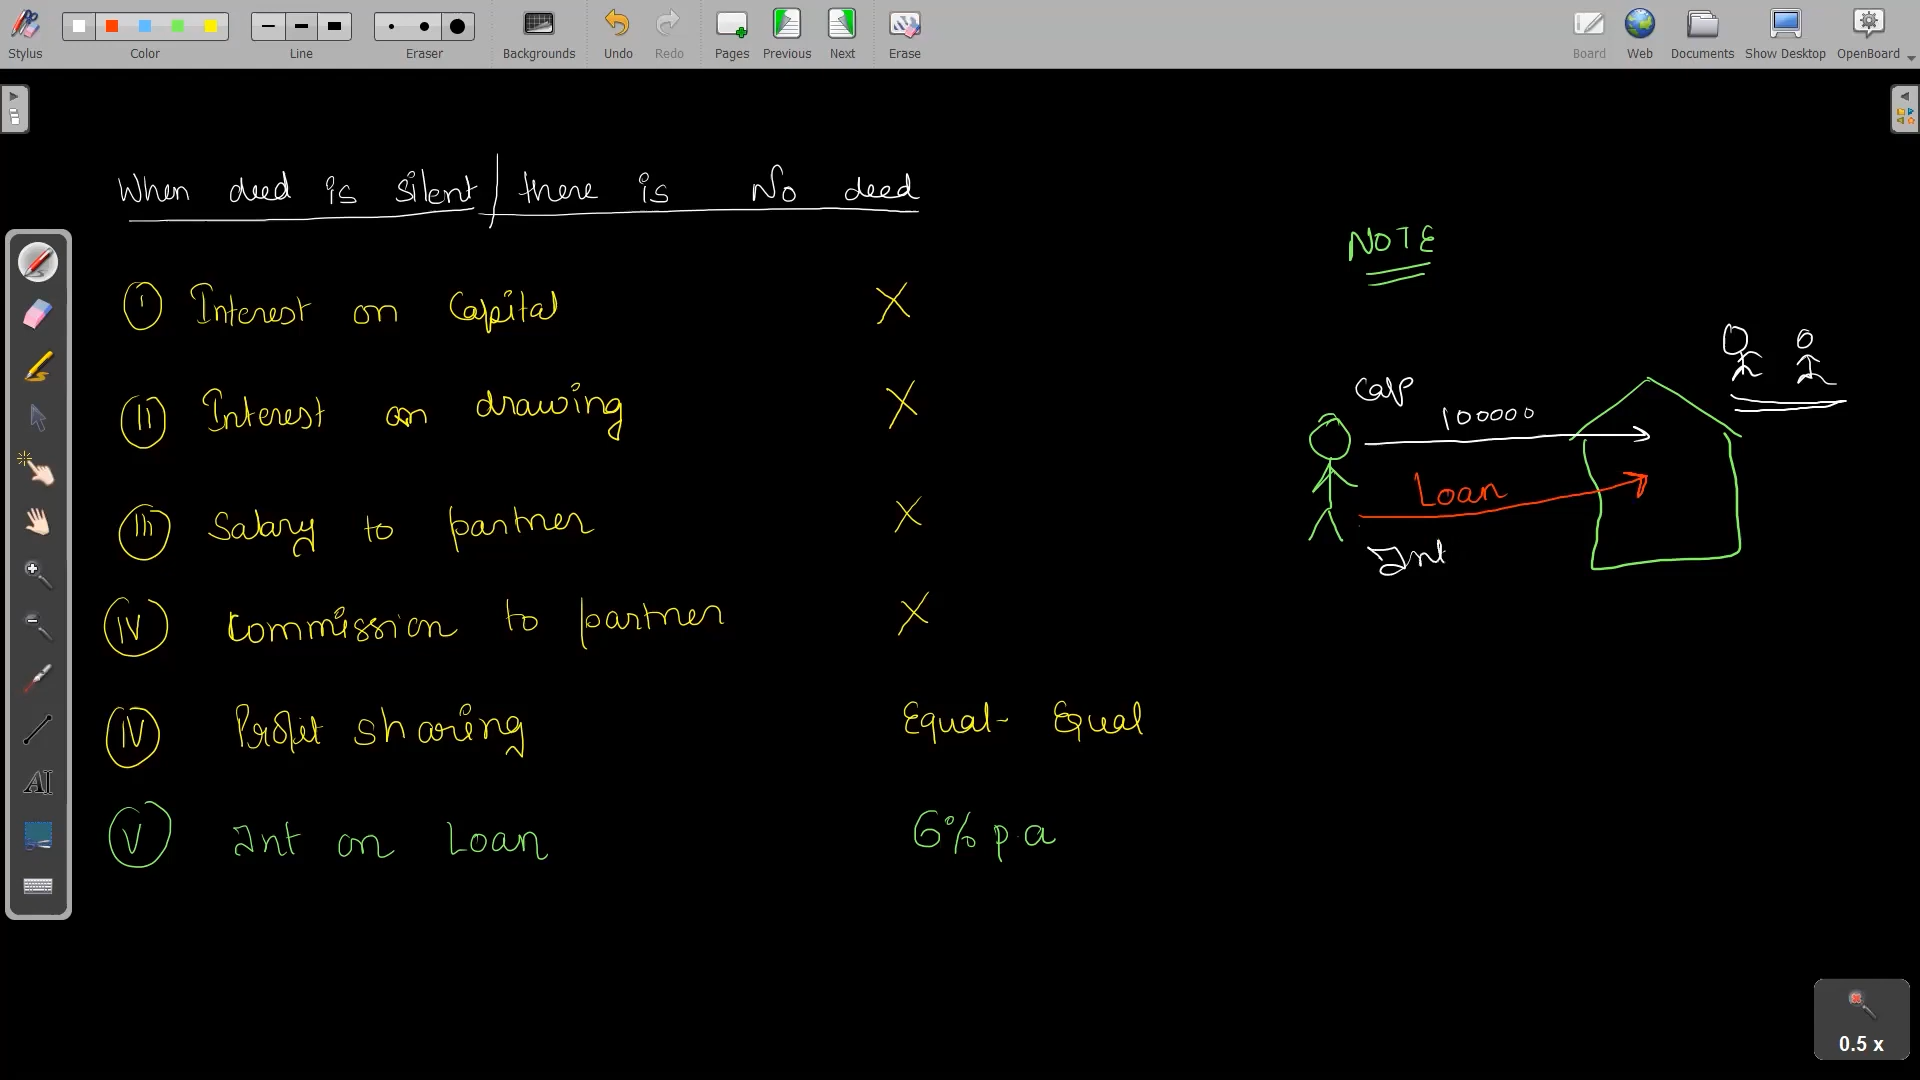 Stylus Color Line Eraser Backgrounds Undo Redo Pages Previous Next Erase Board Web Documents Show Desktop OpenBoard
When deed is silent / there is No deed
NOTE
I Interest on Capital X
II Interest on drawing X
Cap
100000
Loan
Int
III Salary to partner X
IV Commission to partner X
IV Profit sharing Equal - Equal
V Int on Loan 6% p.a
AI
0.5 x